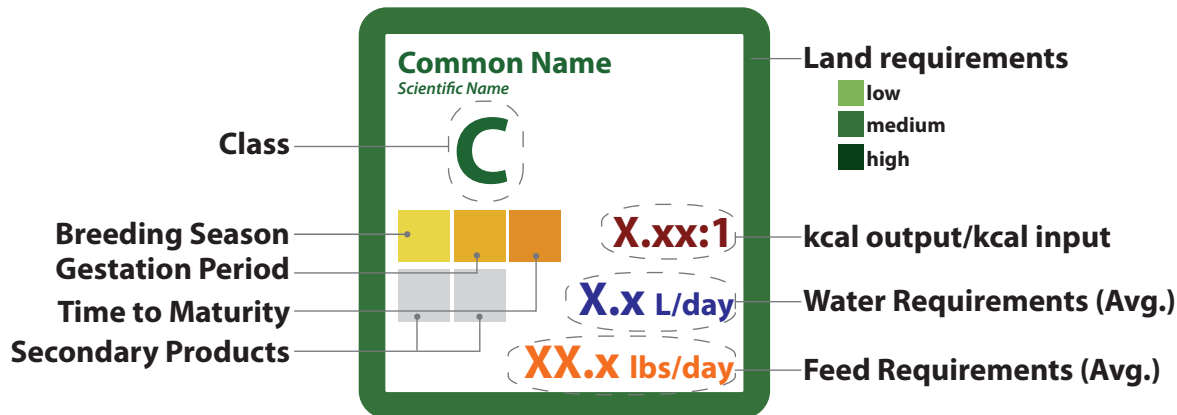 Common Name
Scientific Name
C
Class
Breeding Season
Gestation Period
Time to Maturity
Secondary Products
X.xx:1
X.x L/day
XX.x lbs/day
Land requirements
low
medium
high
kcal output/kcal input
Water Requirements (Avg.)
Feed Requirements (Avg.)